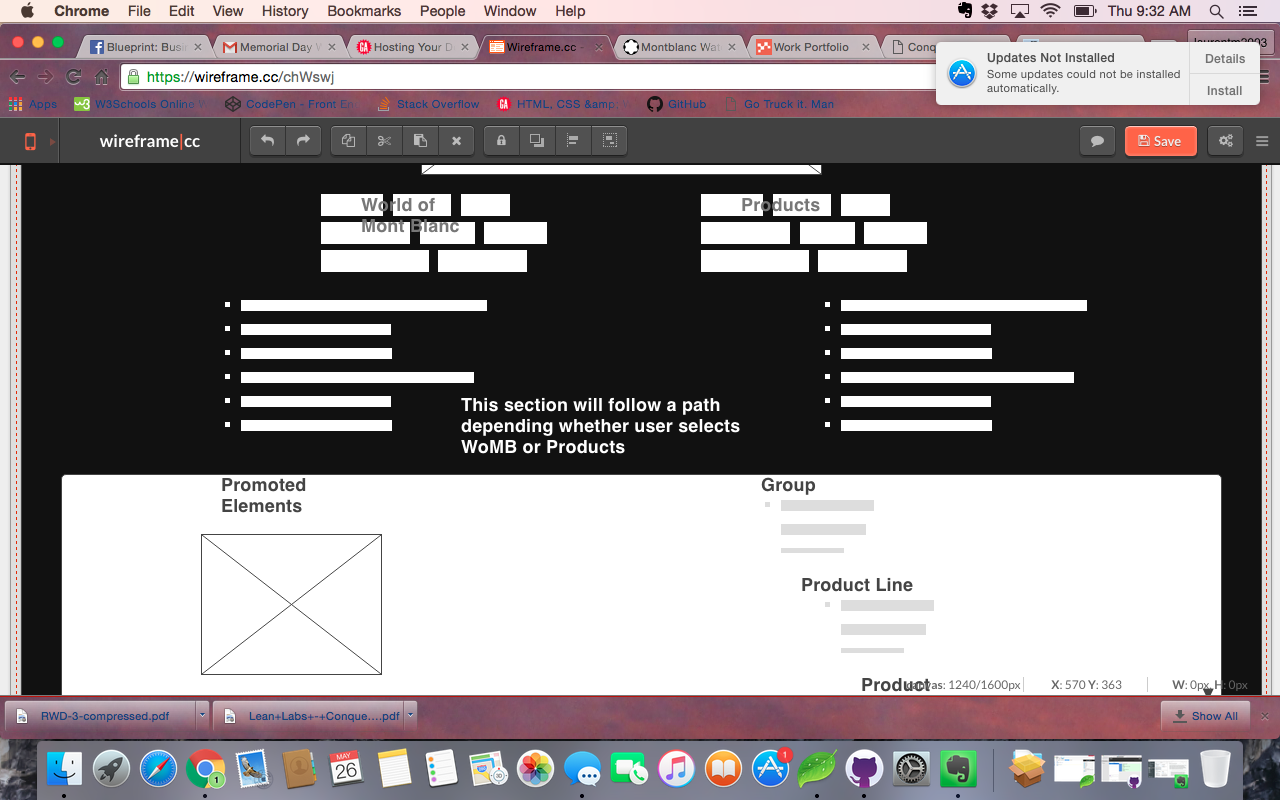 Chrome File Edit View History Bookmarks People Window Help Thu 9:32 AM
Blueprint: Busi Memorial Day W Hosting Your D Wireframe.cc - Montblanc Wat Work Portfolio Conq
https://wireframe.cc/chWswj
Updates Not Installed
Some updates could not be installed
automatically.
Details
Install
Apps W3Schools Online W CodePen - Front En Stack Overflow HTML, CSS &amp; GitHub Go Truck it. Man
wireframe|cc Save
World of
Mont Blanc
Products
This section will follow a path
depending whether user selects
WoMB or Products
Promoted
Elements
Group
Product Line
Product
canvas: 1240/1600px X: 570 Y: 363 W: 0px, H: 0px
RWD-3-compressed.pdf Lean+Labs+-+Conque....pdf Show All
MAY
26
1
1